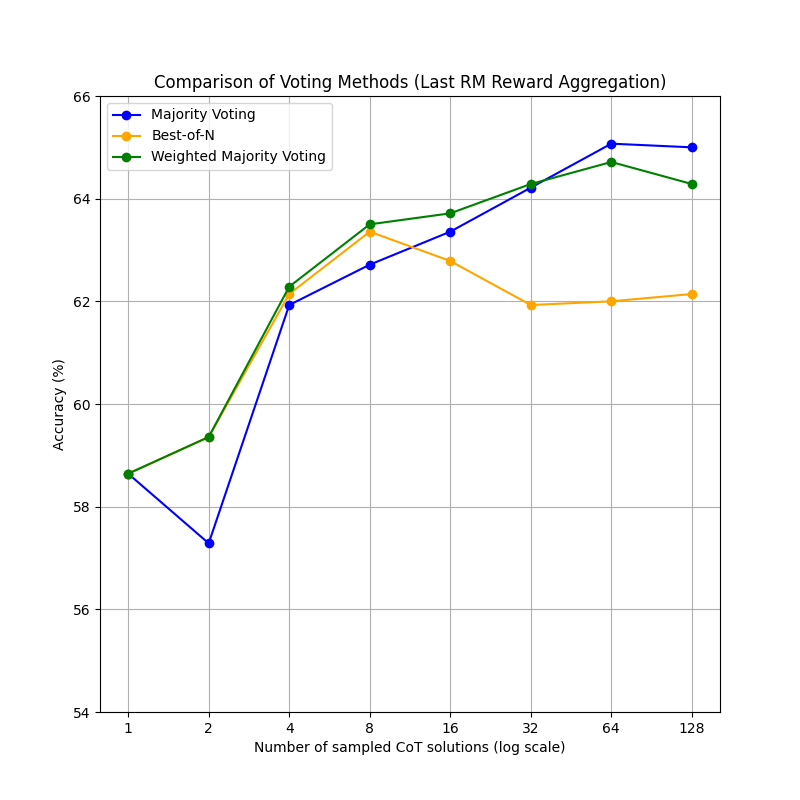 Comparison of Voting Methods (Last RM Reward Aggregation)
Majority Voting
Best-of-N
Weighted Majority Voting
66
64
62
60
58
56
54
Accuracy (%)
1 2 4 8 16 32 64 128
Number of sampled CoT solutions (log scale)